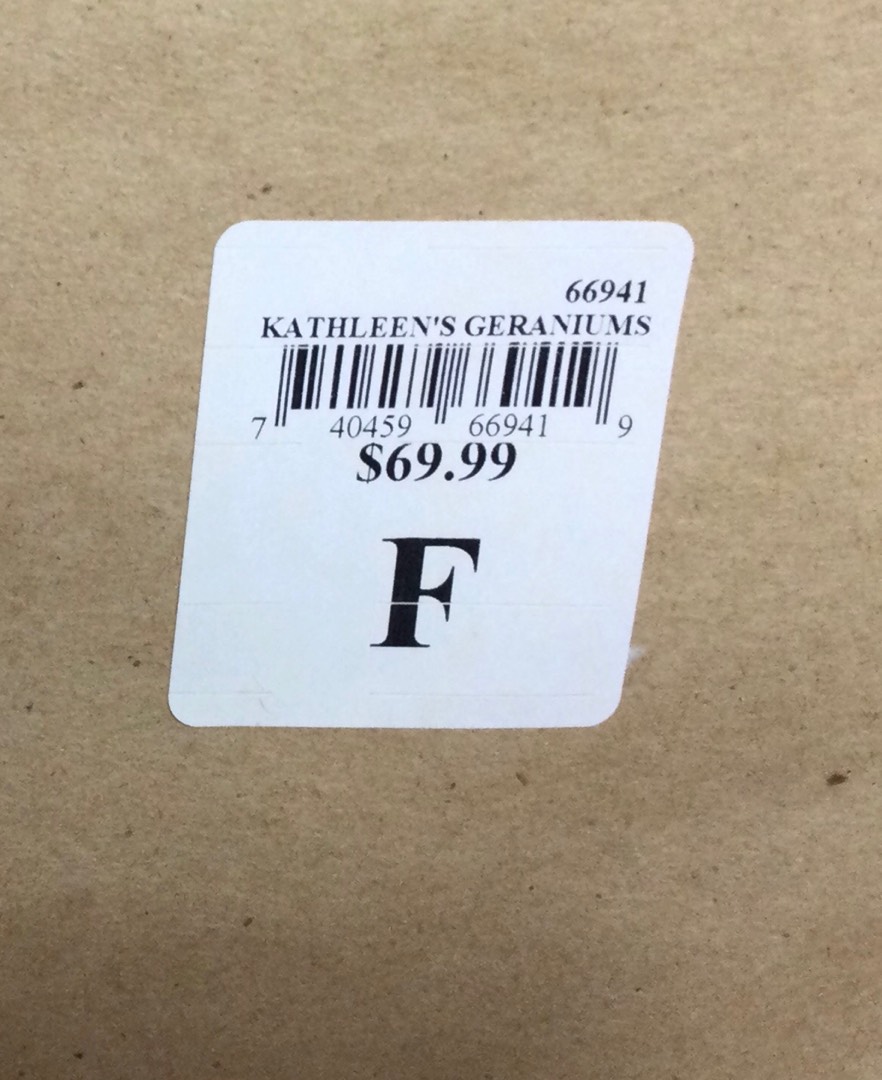 66941
KATHLEEN'S GERANIUMS
7 40459 66941 9
$69.99
F